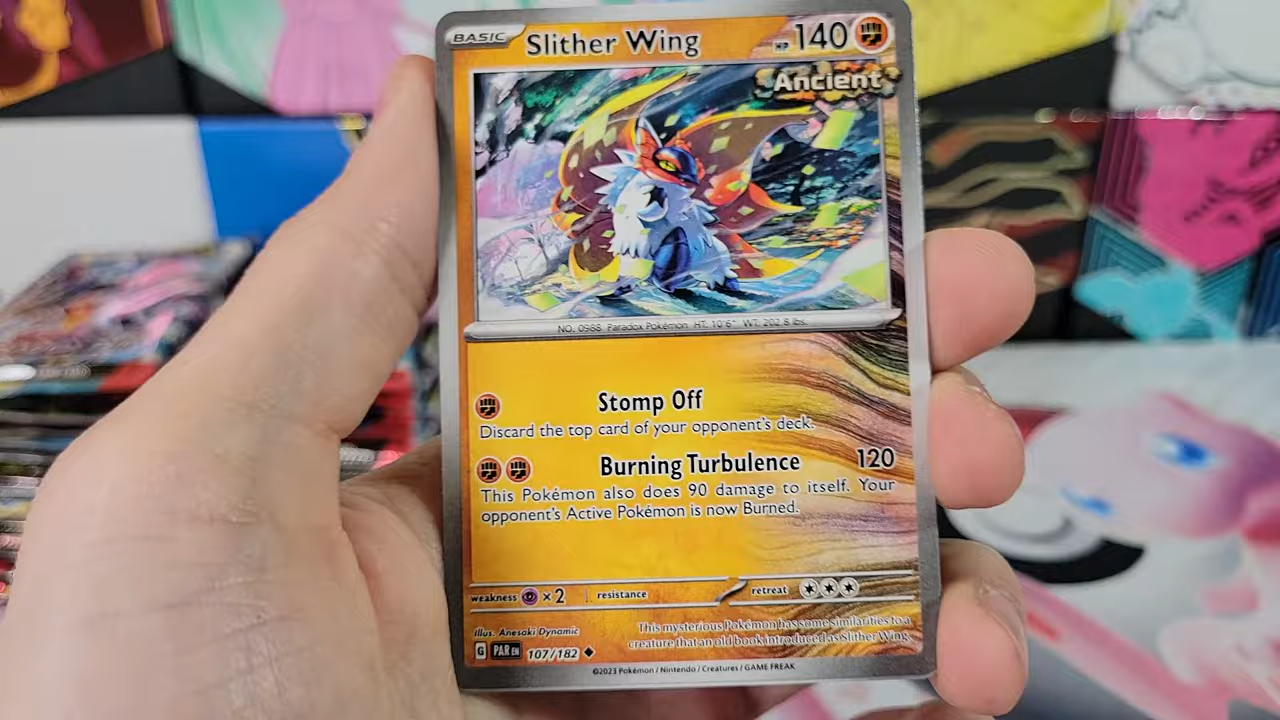 BASIC Slither Wing HP 140
Ancient
NO. 0988 Paradox Pokémon HT: 10'6" WT: 202.8 lbs.
Stomp Off
Discard the top card of your opponent's deck.
Burning Turbulence 120
This Pokémon also does 90 damage to itself. Your
opponent's Active Pokémon is now Burned.
weakness ×2 resistance retreat
Illus. Anesaki Dynamic
This mysterious Pokémon has some similarities to a
creature that an old book introduced as Slither Wing.
G PAR EN 107/182
©2023 Pokémon / Nintendo / Creatures / GAME FREAK